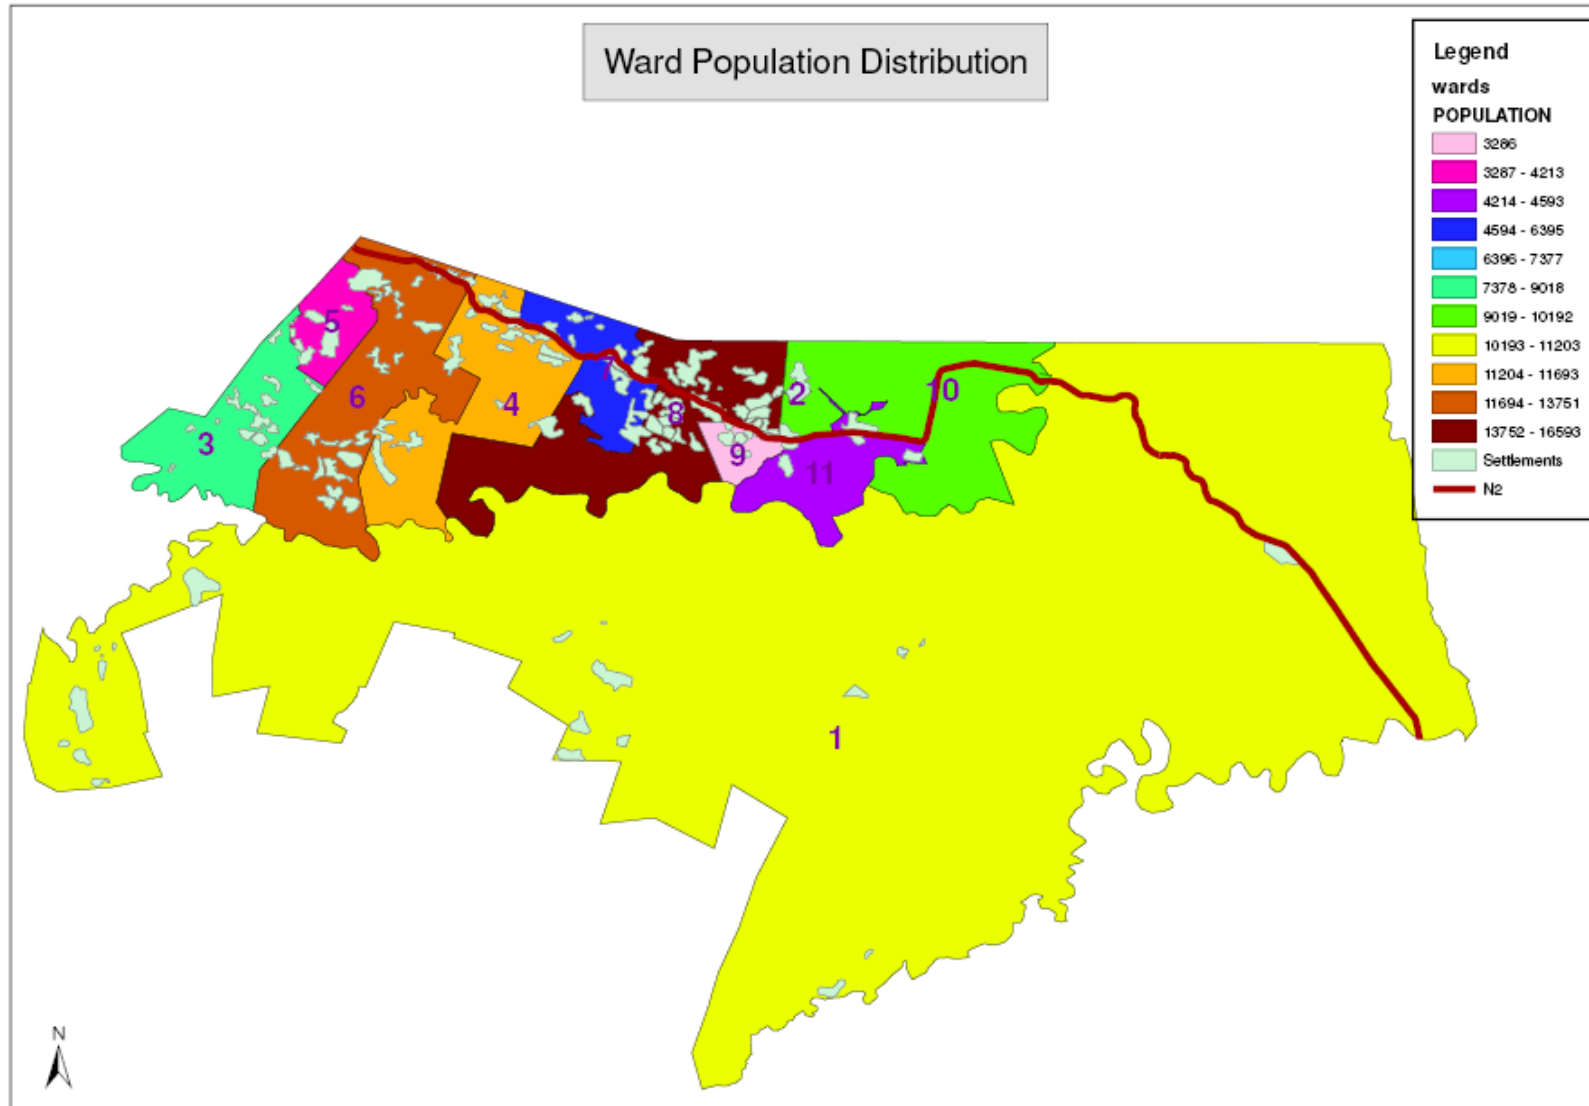 Ward Population Distribution
Legend
wards
POPULATION
3286
3287 - 4213
4214 - 4593
4594 - 6395
6396 - 7377
7378 - 9018
9019 - 10192
10193 - 11203
11204 - 11693
11694 - 13751
13752 - 16593
Settlements
N2
5
7
10
2
6
4
8
3
9
11
1
N